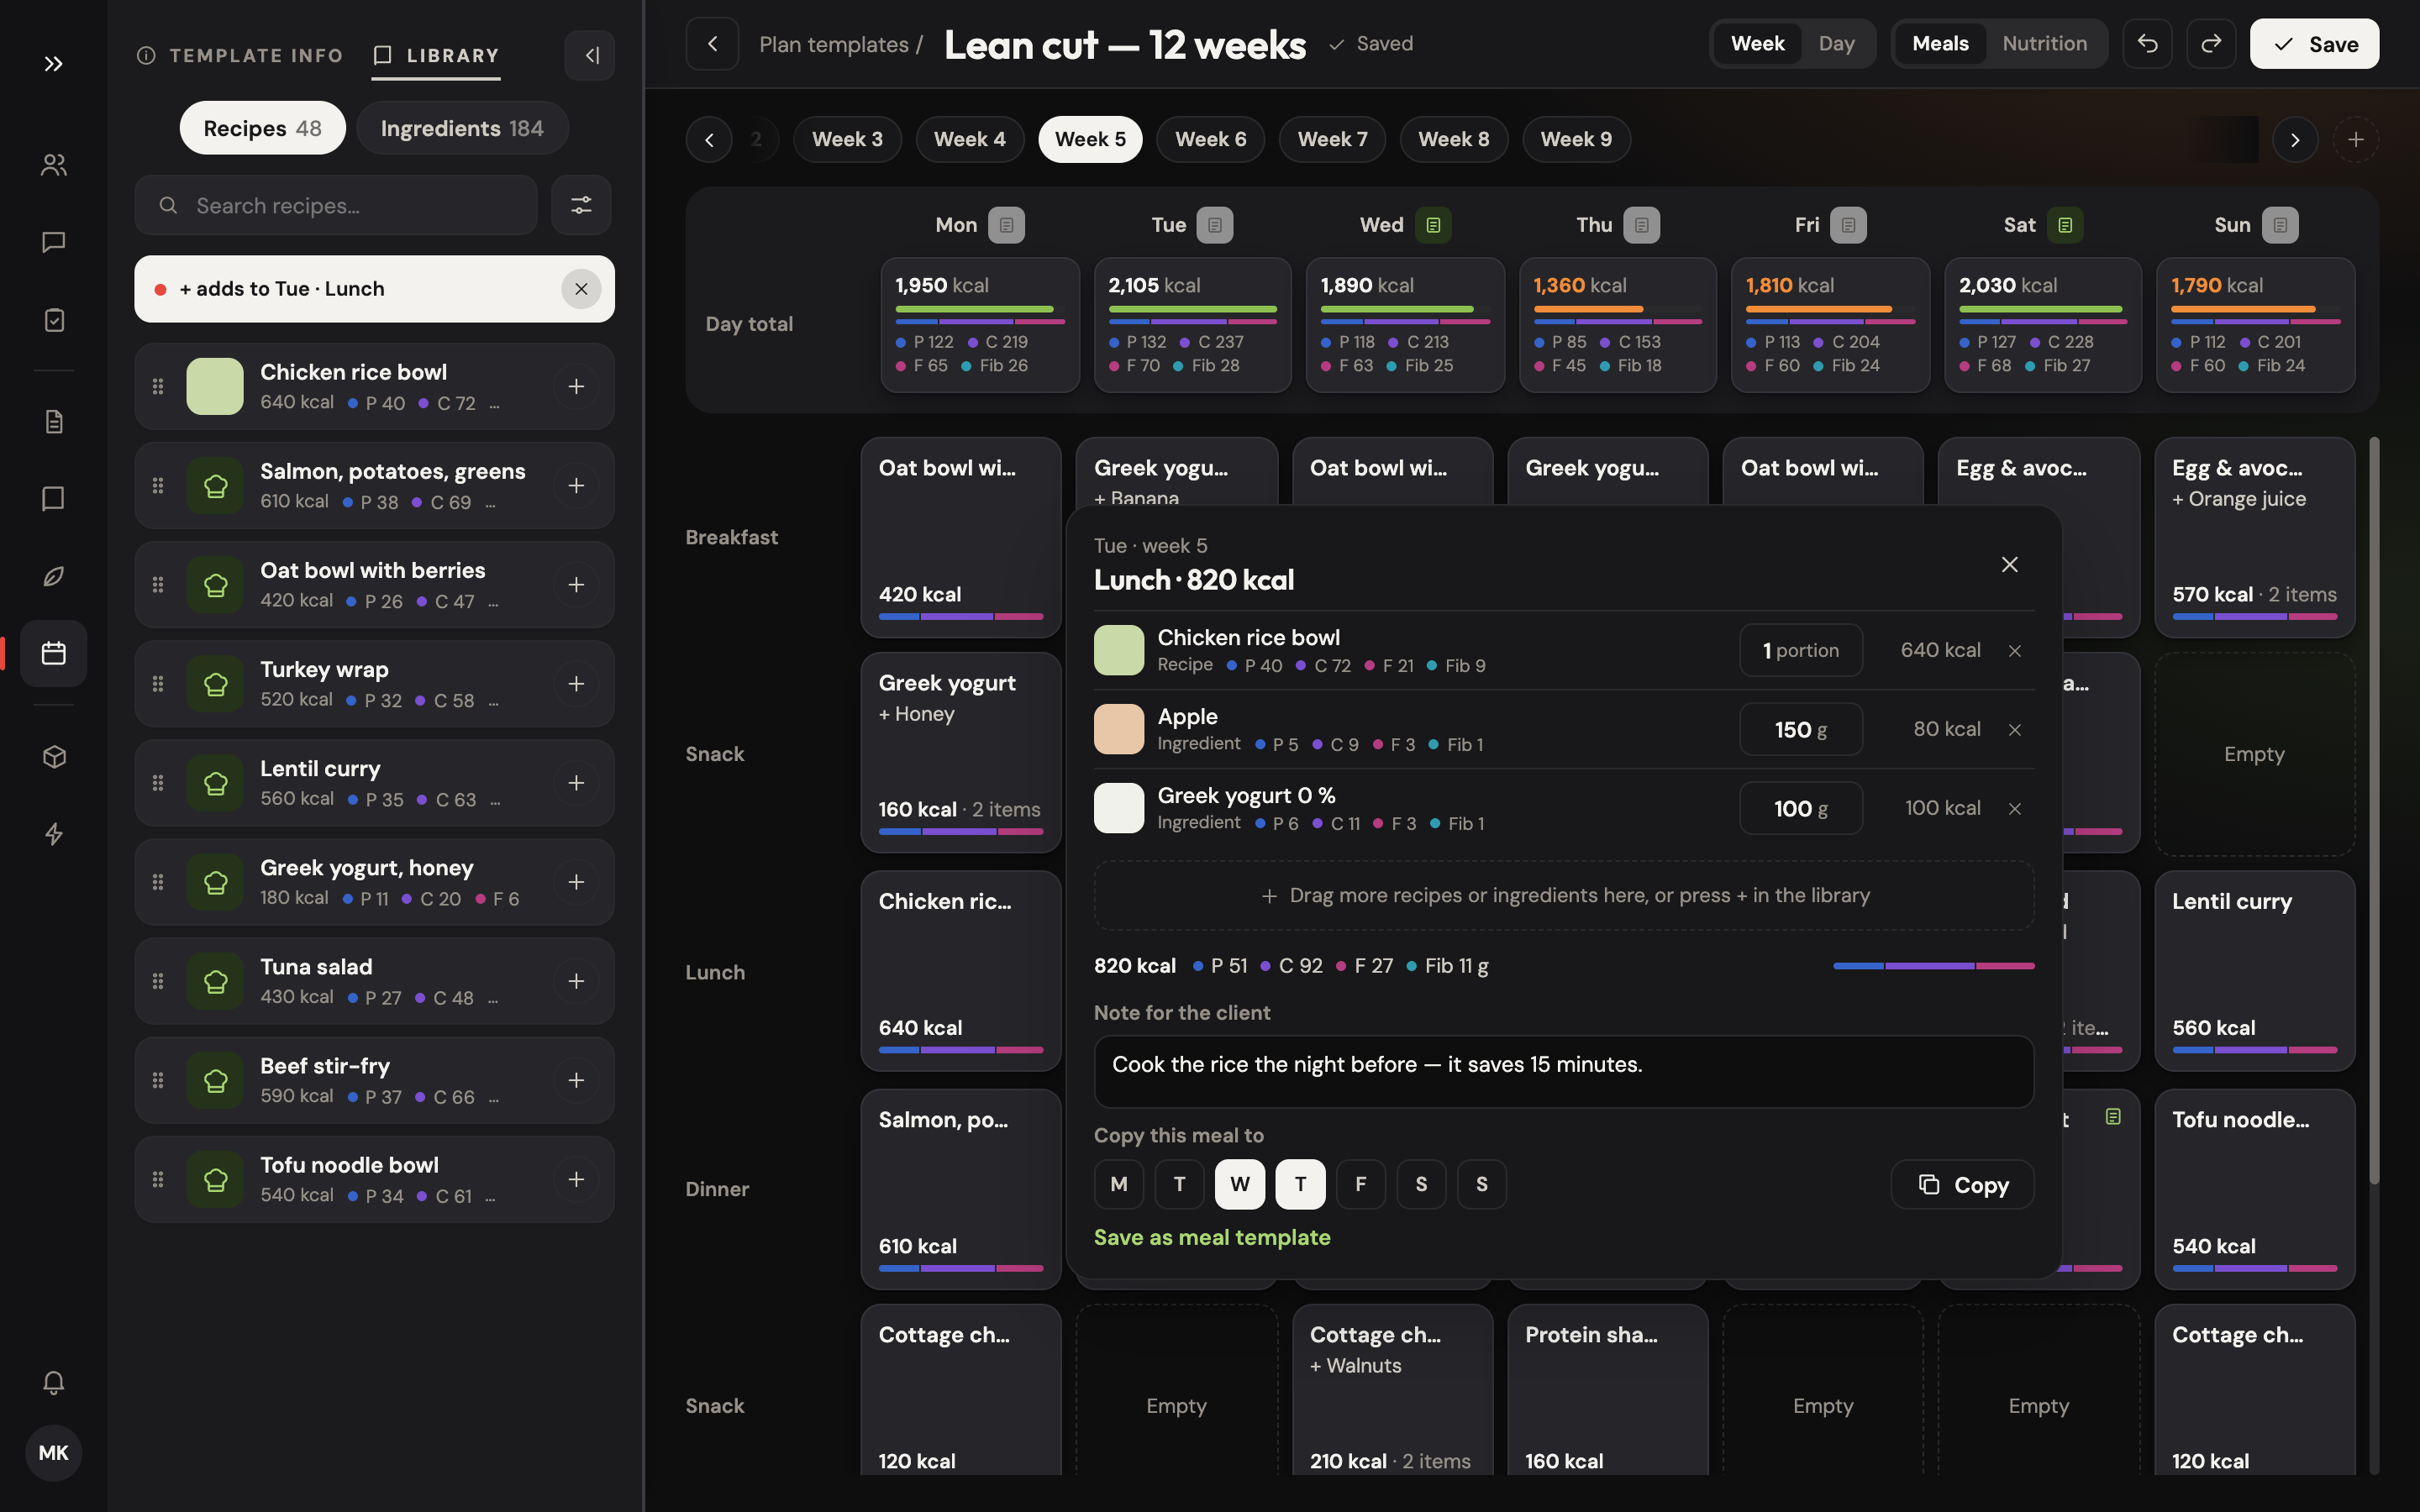 TEMPLATE INFO
LIBRARY
Recipes 48
Ingredients 184
Search recipes...
+ adds to Tue · Lunch
Chicken rice bowl
640 kcal P 40 C 72 ...
Salmon, potatoes, greens
610 kcal P 38 C 69 ...
Oat bowl with berries
420 kcal P 26 C 47 ...
Turkey wrap
520 kcal P 32 C 58 ...
Lentil curry
560 kcal P 35 C 63 ...
Greek yogurt, honey
180 kcal P 11 C 20 F 6
Tuna salad
430 kcal P 27 C 48 ...
Beef stir-fry
590 kcal P 37 C 66 ...
Tofu noodle bowl
540 kcal P 34 C 61 ...
MK
Plan templates / Lean cut — 12 weeks
Saved
Week Day
Meals Nutrition
Save
2 Week 3 Week 4 Week 5 Week 6 Week 7 Week 8 Week 9
Mon Tue Wed Thu Fri Sat Sun
Day total
1,950 kcal
P 122 C 219
F 65 Fib 26
2,105 kcal
P 132 C 237
F 70 Fib 28
1,890 kcal
P 118 C 213
F 63 Fib 25
1,360 kcal
P 85 C 153
F 45 Fib 18
1,810 kcal
P 113 C 204
F 60 Fib 24
2,030 kcal
P 127 C 228
F 68 Fib 27
1,790 kcal
P 112 C 201
F 60 Fib 24
Breakfast
Oat bowl wi...
420 kcal
Greek yogu...
+ Banana
Oat bowl wi...
Greek yogu...
Oat bowl wi...
Egg & avoc...
Egg & avoc...
+ Orange juice
570 kcal · 2 items
Snack
Greek yogurt
+ Honey
160 kcal · 2 items
a...
Empty
Lunch
Chicken ric...
640 kcal
ite...
Lentil curry
560 kcal
Dinner
Salmon, po...
610 kcal
t
Tofu noodle...
540 kcal
Snack
Cottage ch...
120 kcal
Empty
Cottage ch...
+ Walnuts
210 kcal · 2 items
Protein sha...
160 kcal
Empty
Empty
Cottage ch...
120 kcal
Tue · week 5
Lunch · 820 kcal
Chicken rice bowl
Recipe P 40 C 72 F 21 Fib 9
1 portion
640 kcal
Apple
Ingredient P 5 C 9 F 3 Fib 1
150 g
80 kcal
Greek yogurt 0 %
Ingredient P 6 C 11 F 3 Fib 1
100 g
100 kcal
+ Drag more recipes or ingredients here, or press + in the library
820 kcal P 51 C 92 F 27 Fib 11 g
Note for the client
Cook the rice the night before — it saves 15 minutes.
Copy this meal to
M T W T F S S
Copy
Save as meal template